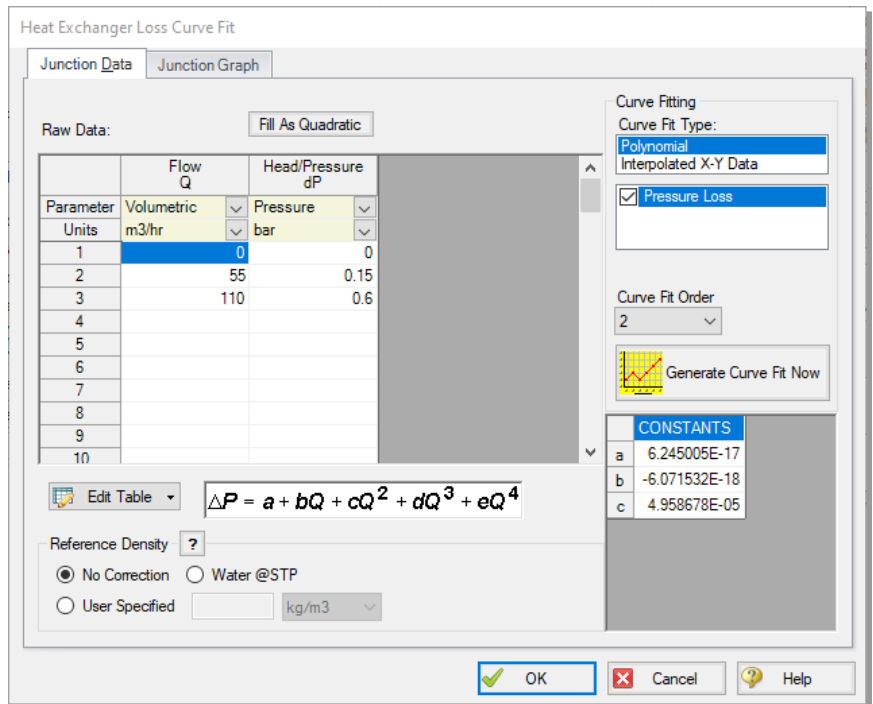 Heat Exchanger Loss Curve Fit
Junction Data
Junction Graph
Raw Data:
Fill As Quadratic
Flow Q
Head/Pressure dP
Parameter Volumetric Pressure
Units m3/hr bar
1 0 0
2 55 0.15
3 110 0.6
4
5
6
7
8
9
10
Edit Table
△P = a + bQ + cQ² + dQ³ + eQ⁴
Reference Density ?
No Correction Water @STP
User Specified kg/m3
Curve Fitting
Curve Fit Type:
Polynomial
Interpolated X-Y Data
Pressure Loss
Curve Fit Order
2
Generate Curve Fit Now
CONSTANTS
a 6.245005E-17
b -6.071532E-18
c 4.958678E-05
OK
Cancel
Help